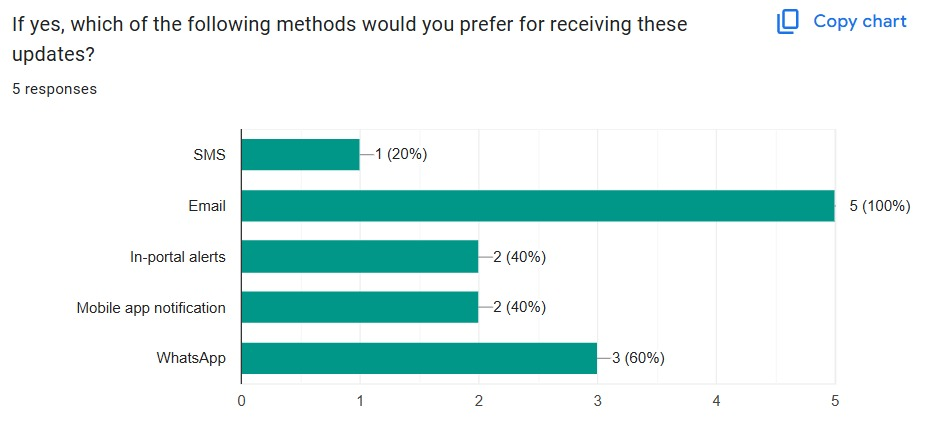 If yes, which of the following methods would you prefer for receiving these
updates?
Copy chart
5 responses
SMS
1 (20%)
Email
5 (100%)
In-portal alerts
2 (40%)
Mobile app notification
2 (40%)
WhatsApp
3 (60%)
0 1 2 3 4 5